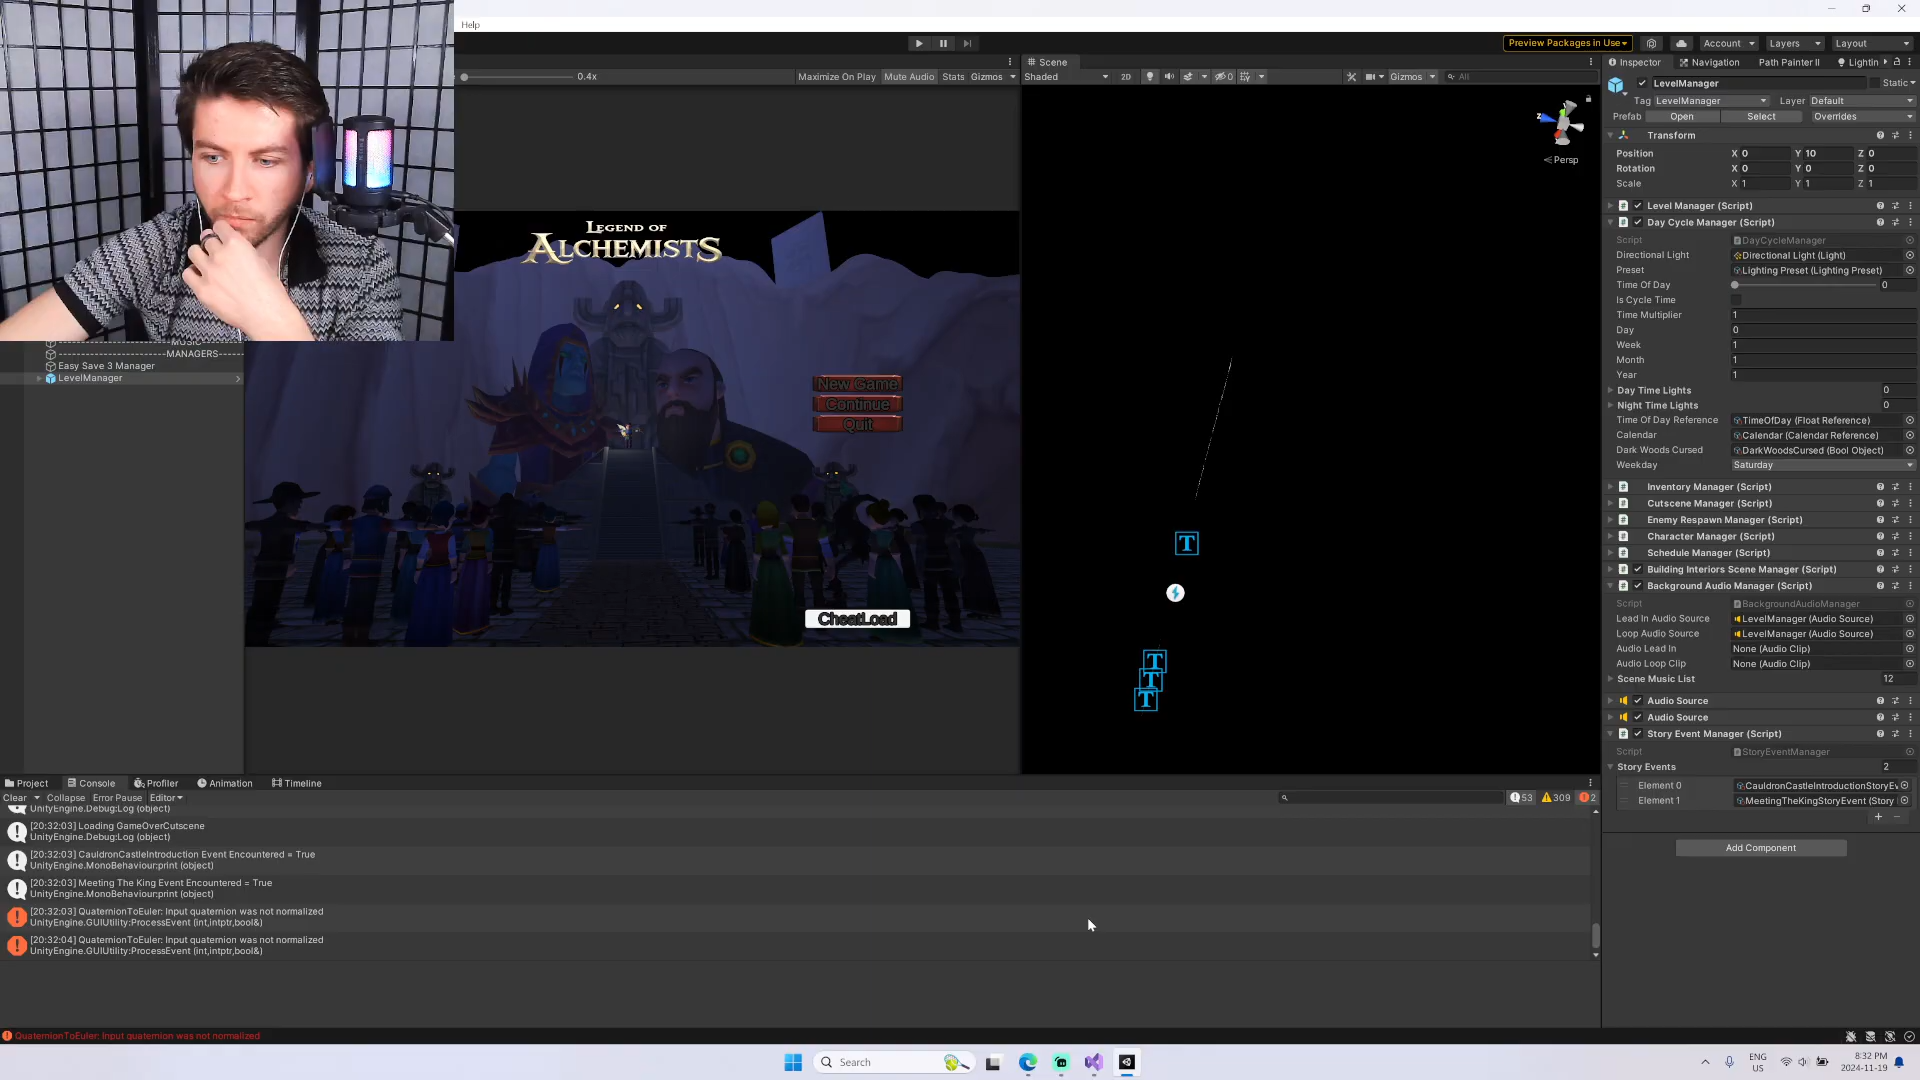 Help
Preview Packages in Use
Account
Layers
Layout
0.4x
Maximize On Play
Mute Audio
Stats
Gizmos
Scene
Shaded
2D
0
Gizmos
All
Persp
LEGEND OF
ALCHEMISTS
New Game
Continue
Quit
CheatLoad
MUSIC
------------------------MANAGERS------
Easy Save 3 Manager
LevelManager
Inspector
Navigation
Path Painter II
Lightin
LevelManager
Static
Tag LevelManager Layer Default
Prefab Open Select Overrides
Transform
Position X 0 Y 10 Z 0
Rotation X 0 Y 0 Z 0
Scale X 1 Y 1 Z 1
Level Manager (Script)
Day Cycle Manager (Script)
Script DayCycleManager
Directional Light Directional Light (Light)
Preset Lighting Preset (Lighting Preset)
Time Of Day 0
Is Cycle Time
Time Multiplier 1
Day 0
Week 1
Month 1
Year 1
Day Time Lights 0
Night Time Lights 0
Time Of Day Reference TimeOfDay (Float Reference)
Calendar Calendar (Calendar Reference)
Dark Woods Cursed DarkWoodsCursed (Bool Object)
Weekday Saturday
Inventory Manager (Script)
Cutscene Manager (Script)
Enemy Respawn Manager (Script)
Character Manager (Script)
Schedule Manager (Script)
Building Interiors Scene Manager (Script)
Background Audio Manager (Script)
Script BackgroundAudioManager
Lead In Audio Source LevelManager (Audio Source)
Loop Audio Source LevelManager (Audio Source)
Audio Lead In None (Audio Clip)
Audio Loop Clip None (Audio Clip)
Scene Music List 12
Audio Source
Audio Source
Story Event Manager (Script)
Script StoryEventManager
Story Events 2
Element 0 CauldronCastleIntroductionStoryEv
Element 1 MeetingTheKingStoryEvent (Story
Add Component
T
T
T
T
Project
Console
Profiler
Animation
Timeline
Clear
Collapse
Error Pause
Editor
53
309
2
UnityEngine.Debug:Log (object)
[20:32:03] Loading GameOverCutscene
UnityEngine.Debug:Log (object)
[20:32:03] CauldronCastleIntroduction Event Encountered = True
UnityEngine.MonoBehaviour:print (object)
[20:32:03] Meeting The King Event Encountered = True
UnityEngine.MonoBehaviour:print (object)
[20:32:03] QuaternionToEuler: Input quaternion was not normalized
UnityEngine.GUIUtility:ProcessEvent (int,intptr,bool&)
[20:32:04] QuaternionToEuler: Input quaternion was not normalized
UnityEngine.GUIUtility:ProcessEvent (int,intptr,bool&)
QuaternionToEuler: Input quaternion was not normalized
Search
ENG
US
8:32 PM
2024-11-19